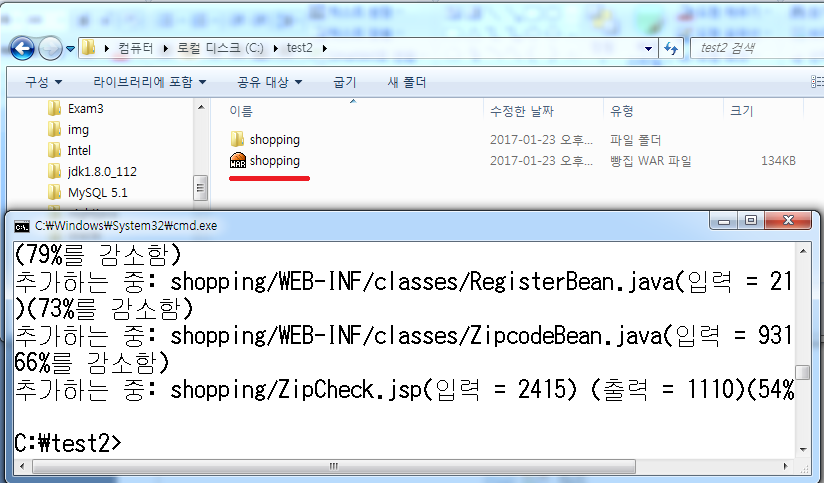 컴퓨터 ▸ 로컬 디스크 (C:) ▸ test2 ▸
test2 검색
구성 라이브러리에 포함 공유 대상 굽기 새 폴더
Exam3
img
Intel
jdk1.8.0_112
MySQL 5.1
이름 수정한 날짜 유형 크기
shopping 2017-01-23 오후... 파일 폴더
WAR shopping 2017-01-23 오후... 빵집 WAR 파일 134KB
C:\Windows\System32\cmd.exe
(79%를 감소함)
추가하는 중: shopping/WEB-INF/classes/RegisterBean.java(입력 = 21
)(73%를 감소함)
추가하는 중: shopping/WEB-INF/classes/ZipcodeBean.java(입력 = 931
66%를 감소함)
추가하는 중: shopping/ZipCheck.jsp(입력 = 2415) (출력 = 1110)(54%
C:₩test2>